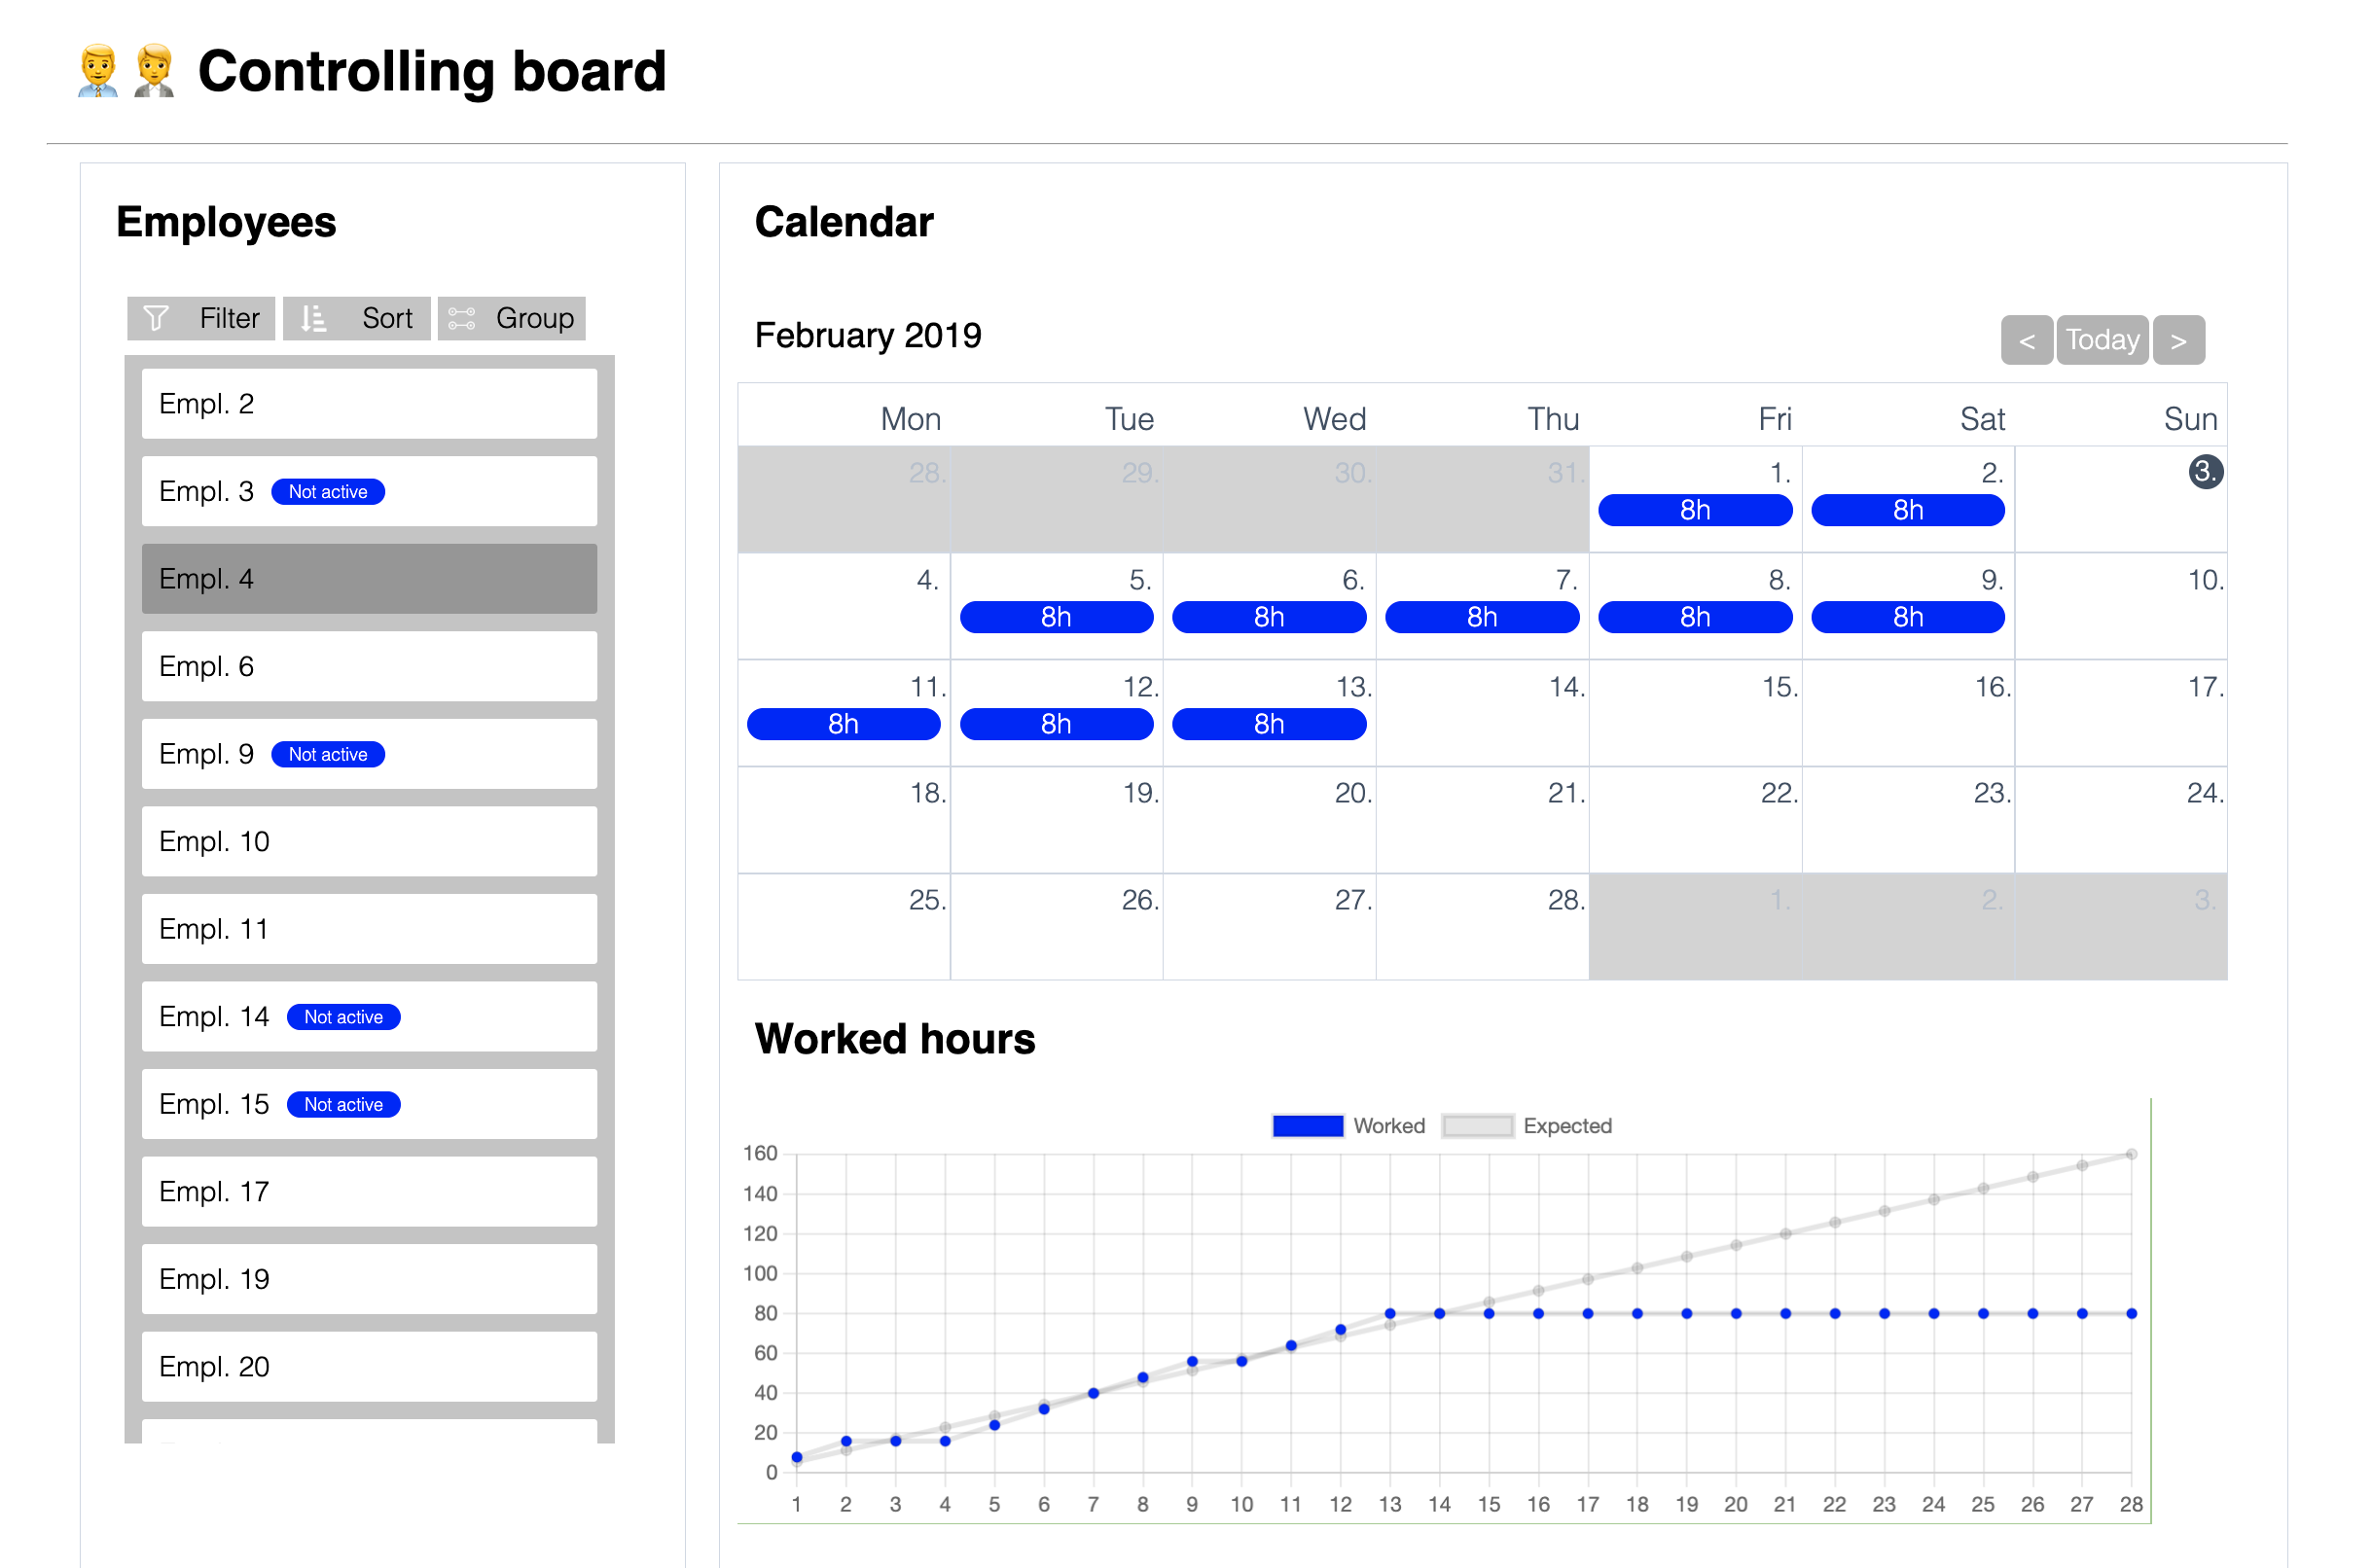 Controlling board
Employees
Filter Sort Group
Empl. 2
Empl. 3 Not active
Empl. 4
Empl. 6
Empl. 9 Not active
Empl. 10
Empl. 11
Empl. 14 Not active
Empl. 15 Not active
Empl. 17
Empl. 19
Empl. 20
Calendar
February 2019
< Today >
Mon Tue Wed Thu Fri Sat Sun
28. 29. 30. 31. 1. 2. 3.
8h 8h
4. 5. 6. 7. 8. 9. 10.
8h 8h 8h 8h 8h
11. 12. 13. 14. 15. 16. 17.
8h 8h 8h
18. 19. 20. 21. 22. 23. 24.
25. 26. 27. 28. 1. 2. 3.
Worked hours
Worked Expected
160
140
120
100
80
60
40
20
0
1 2 3 4 5 6 7 8 9 10 11 12 13 14 15 16 17 18 19 20 21 22 23 24 25 26 27 28